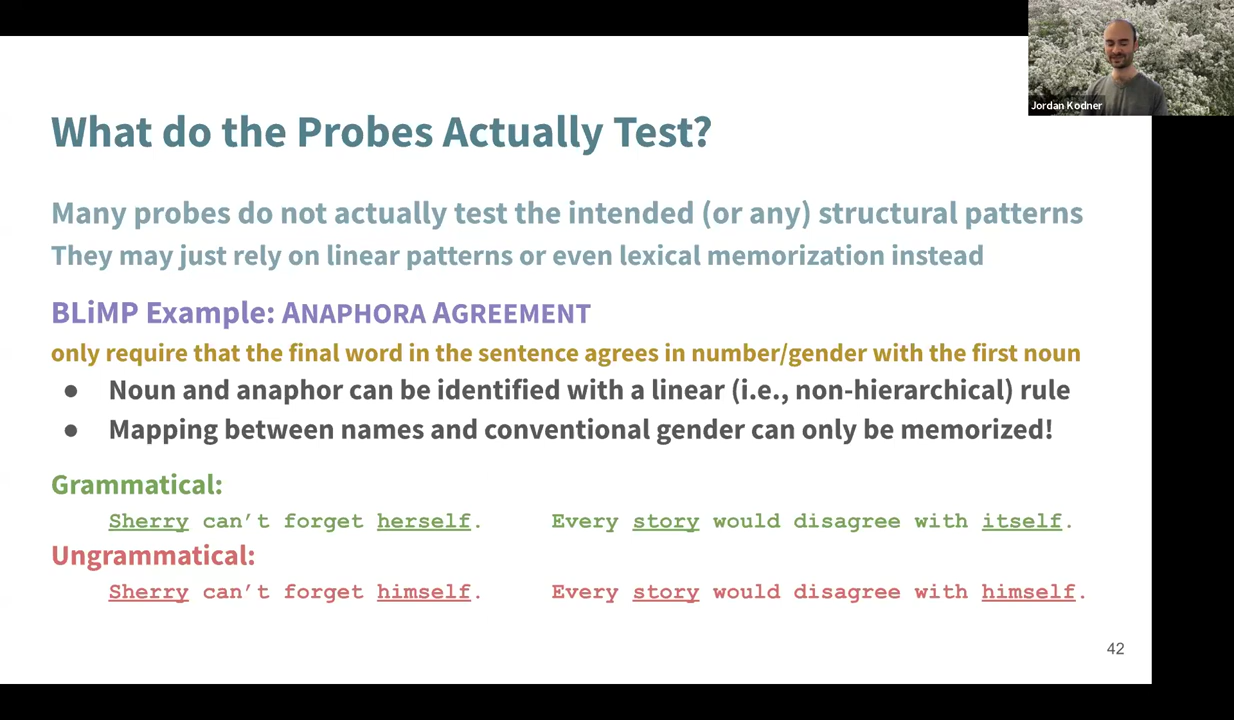 Jordan Kodner
What do the Probes Actually Test?
Many probes do not actually test the intended (or any) structural patterns
They may just rely on linear patterns or even lexical memorization instead
BLiMP Example: ANAPHORA AGREEMENT
only require that the final word in the sentence agrees in number/gender with the first noun
● Noun and anaphor can be identified with a linear (i.e., non-hierarchical) rule
● Mapping between names and conventional gender can only be memorized!
Grammatical:
Sherry can't forget herself. Every story would disagree with itself.
Ungrammatical:
Sherry can't forget himself. Every story would disagree with himself.
42